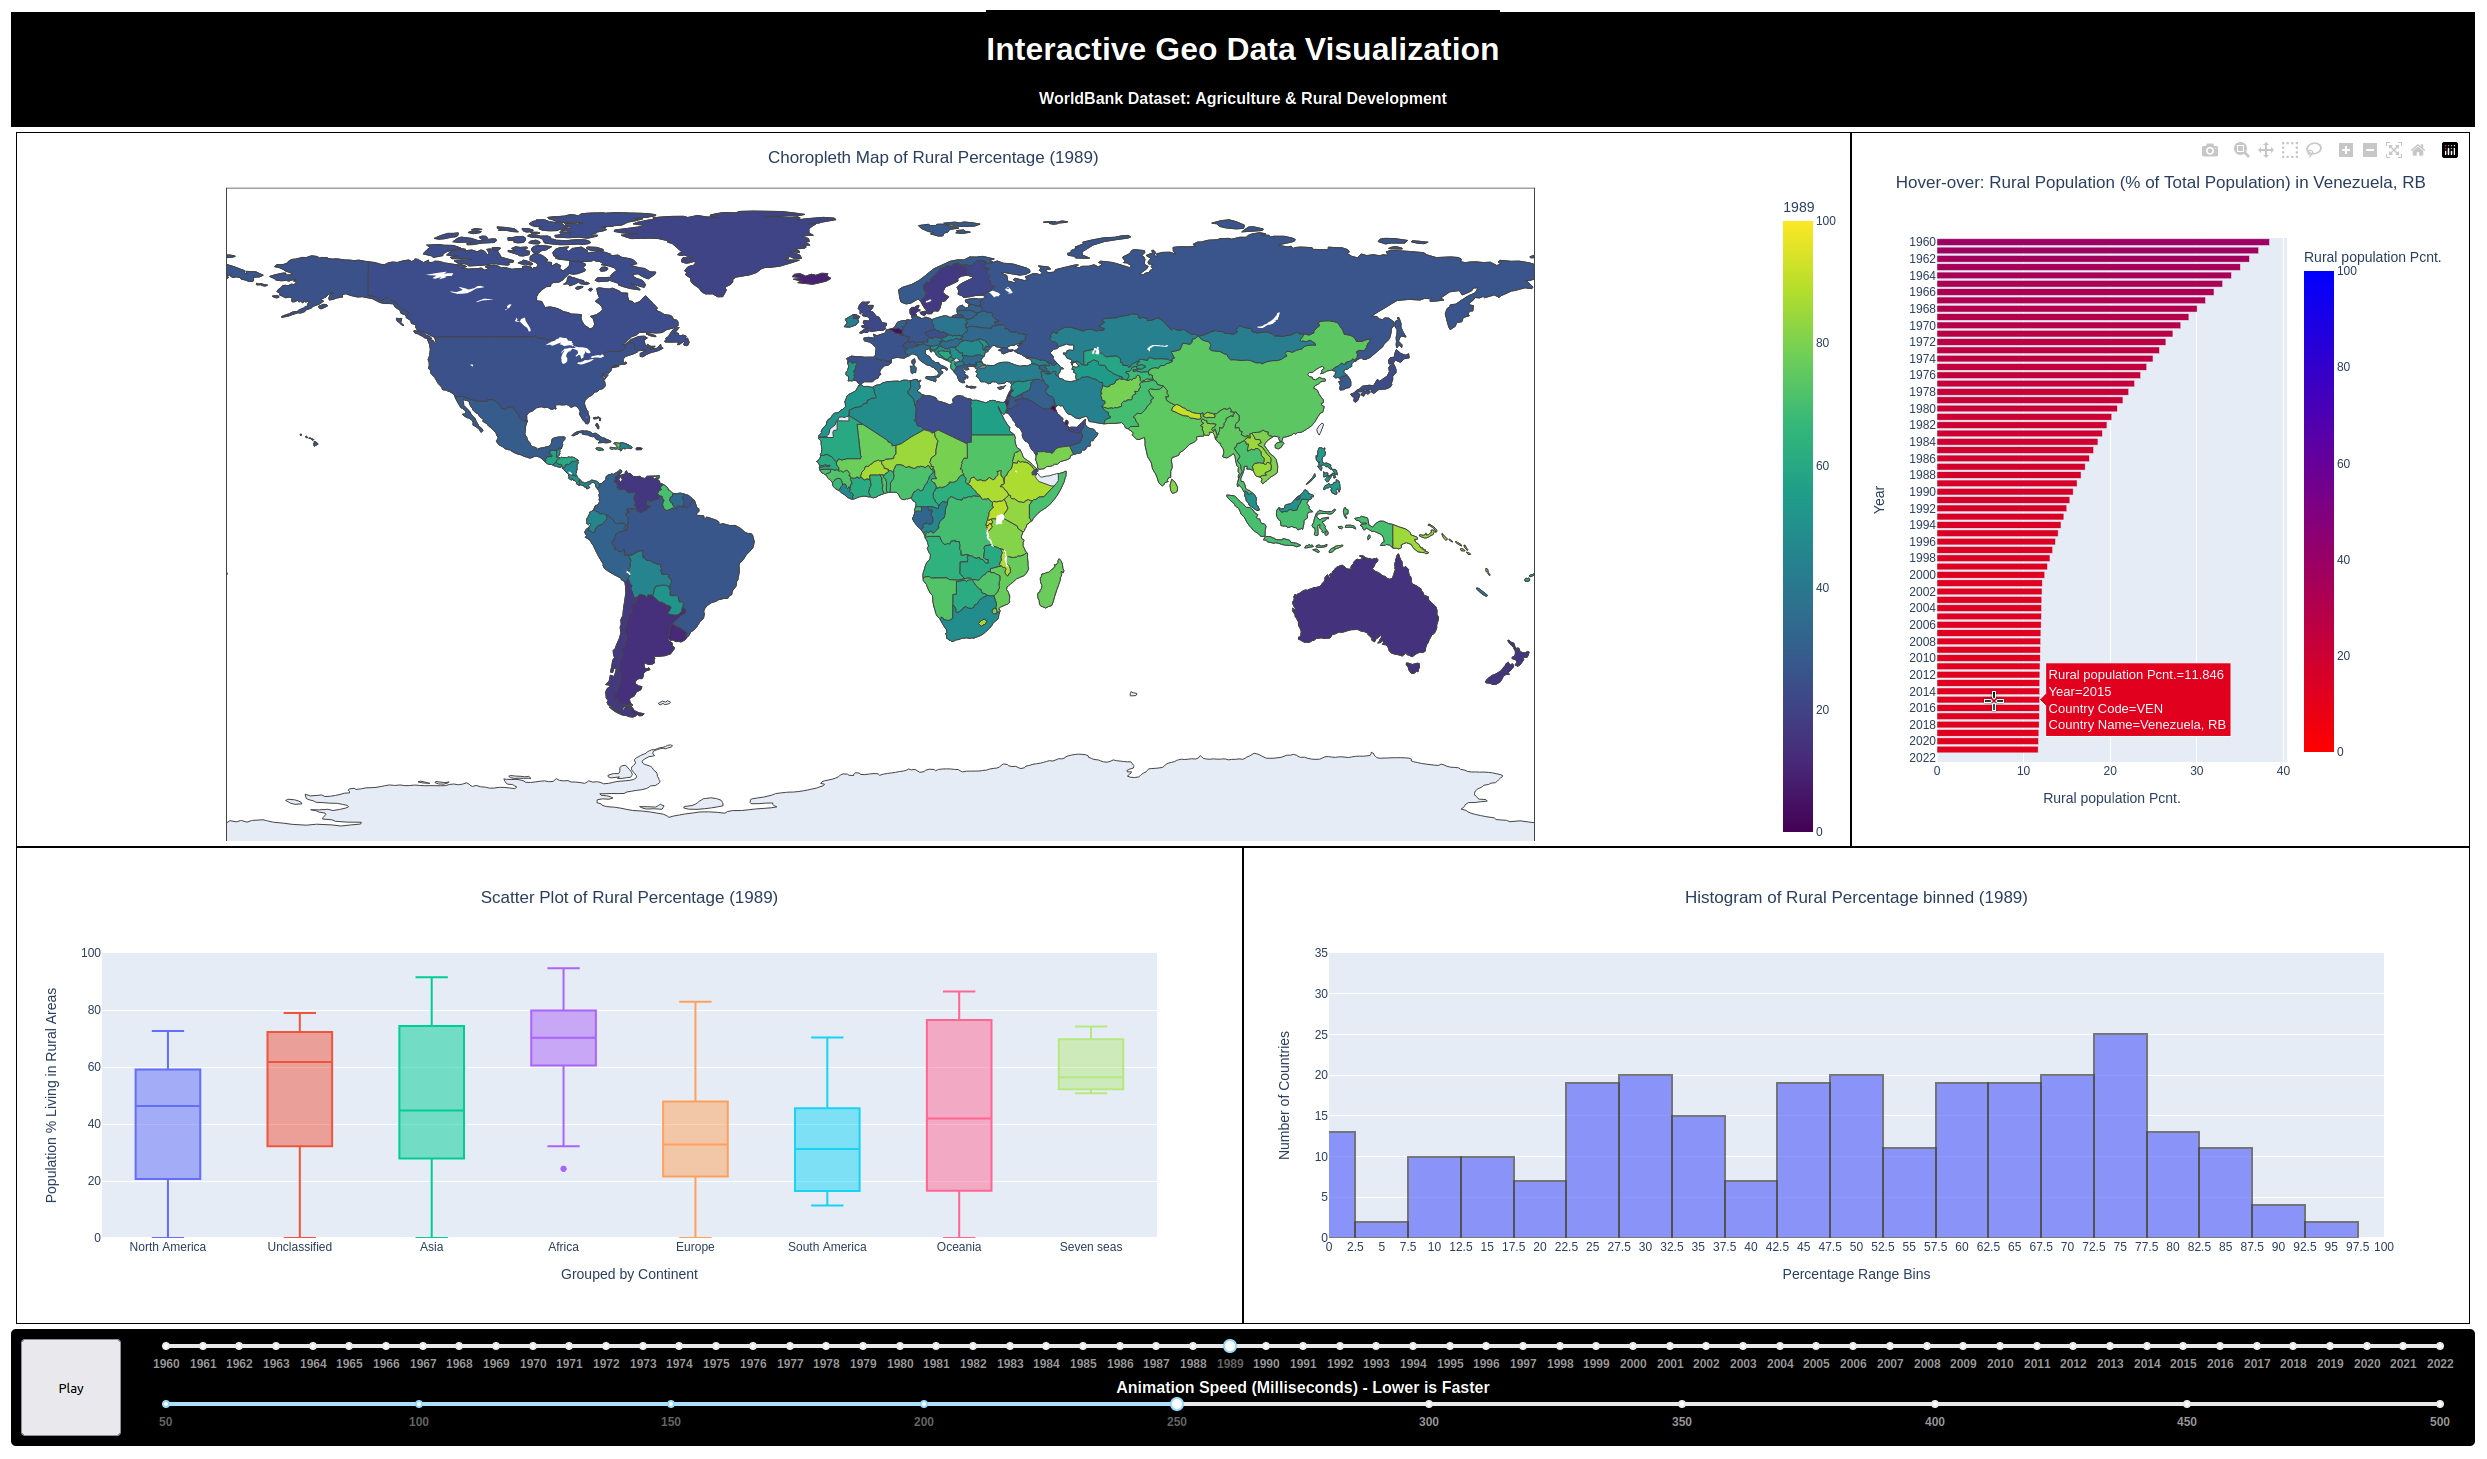 Interactive Geo Data Visualization
WorldBank Dataset: Agriculture & Rural Development
Choropleth Map of Rural Percentage (1989)
1989
100
80
60
40
20
0
Hover-over: Rural Population (% of Total Population) in Venezuela, RB
Year
1960
1962
1964
1966
1968
1970
1972
1974
1976
1978
1980
1982
1984
1986
1988
1990
1992
1994
1996
1998
2000
2002
2004
2006
2008
2010
2012
2014
2016
2018
2020
2022
0 10 20 30 40
Rural population Pcnt.
Rural population Pcnt.=11.846
Year=2015
Country Code=VEN
Country Name=Venezuela, RB
Rural population Pcnt.
100
80
60
40
20
0
Scatter Plot of Rural Percentage (1989)
Population % Living in Rural Areas
100
80
60
40
20
0
North America Unclassified Asia Africa Europe South America Oceania Seven seas
Grouped by Continent
Histogram of Rural Percentage binned (1989)
Number of Countries
35
30
25
20
15
10
5
0
0 2.5 5 7.5 10 12.5 15 17.5 20 22.5 25 27.5 30 32.5 35 37.5 40 42.5 45 47.5 50 52.5 55 57.5 60 62.5 65 67.5 70 72.5 75 77.5 80 82.5 85 87.5 90 92.5 95 97.5 100
Percentage Range Bins
Play
1960 1961 1962 1963 1964 1965 1966 1967 1968 1969 1970 1971 1972 1973 1974 1975 1976 1977 1978 1979 1980 1981 1982 1983 1984 1985 1986 1987 1988 1989 1990 1991 1992 1993 1994 1995 1996 1997 1998 1999 2000 2001 2002 2003 2004 2005 2006 2007 2008 2009 2010 2011 2012 2013 2014 2015 2016 2017 2018 2019 2020 2021 2022
Animation Speed (Milliseconds) - Lower is Faster
50 100 150 200 250 300 350 400 450 500